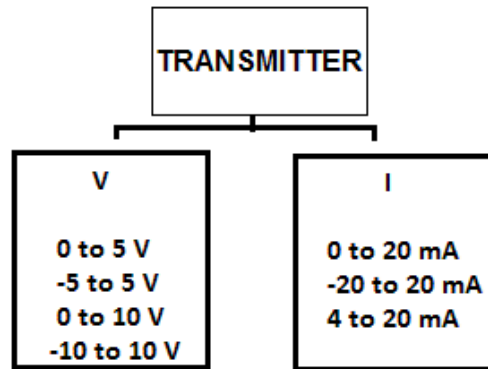 TRANSMITTER
V
0 to 5 V
-5 to 5 V
0 to 10 V
-10 to 10 V
I
0 to 20 mA
-20 to 20 mA
4 to 20 mA